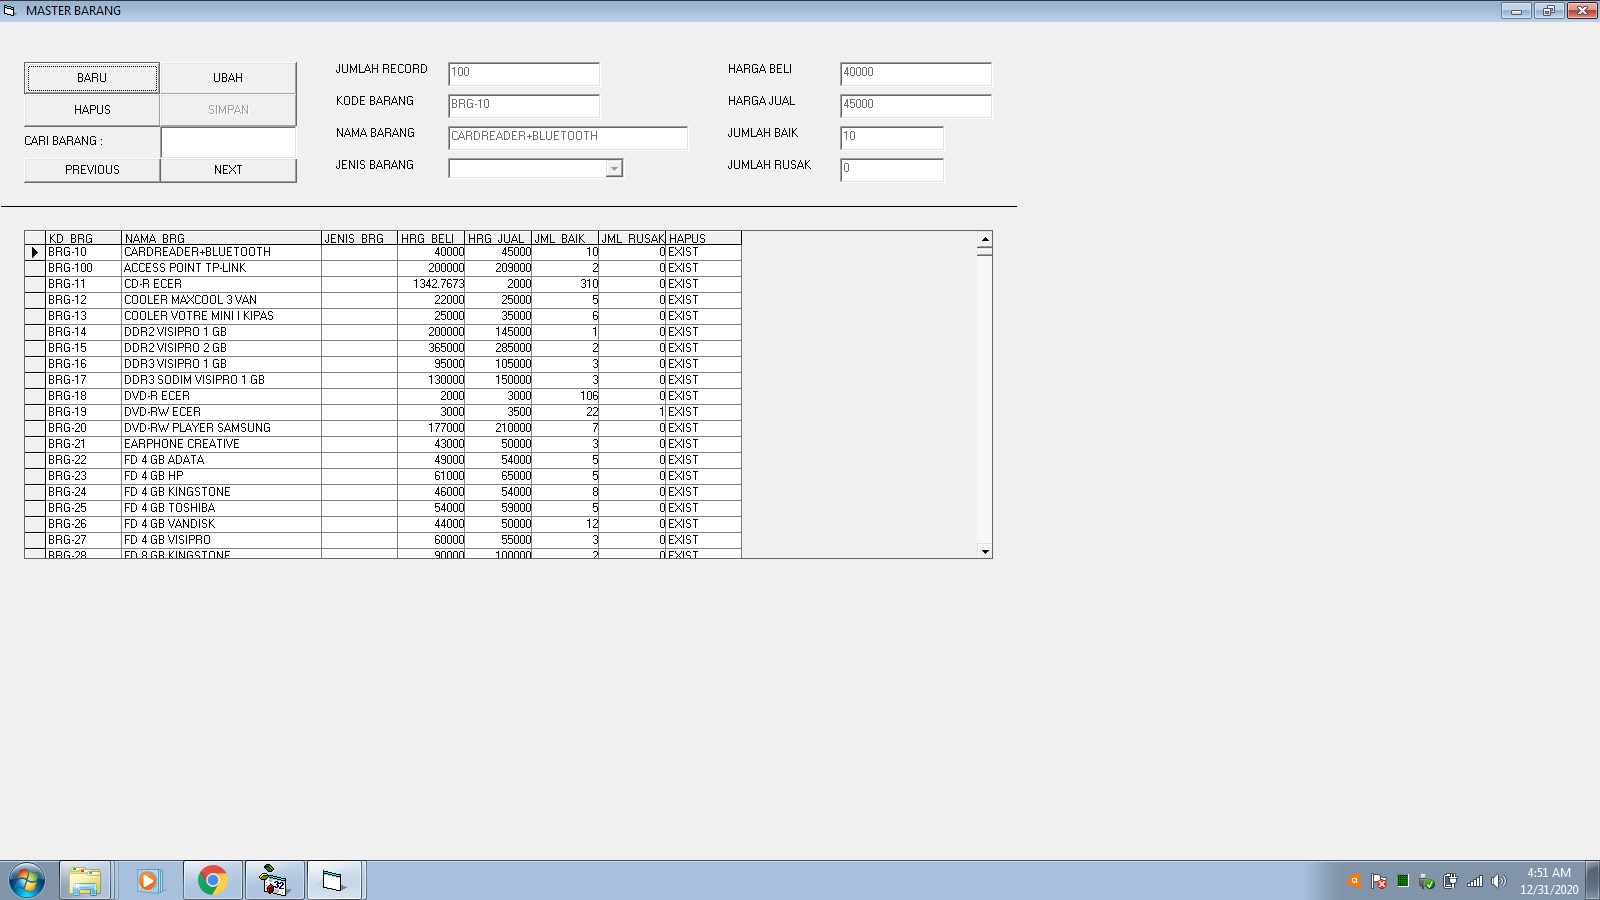 MASTER BARANG
BARU UBAH
HAPUS SIMPAN
CARI BARANG :
PREVIOUS NEXT
JUMLAH RECORD 100
KODE BARANG BRG-10
NAMA BARANG CARDREADER+BLUETOOTH
JENIS BARANG
HARGA BELI 40000
HARGA JUAL 45000
JUMLAH BAIK 10
JUMLAH RUSAK 0
KD_BRG NAMA_BRG JENIS_BRG HRG_BELI HRG_JUAL JML_BAIK JML_RUSAK HAPUS
BRG-10 CARDREADER+BLUETOOTH 40000 45000 10 0 EXIST
BRG-100 ACCESS POINT TP-LINK 200000 209000 2 0 EXIST
BRG-11 CD-R ECER 1342.7673 2000 310 0 EXIST
BRG-12 COOLER MAXCOOL 3 VAN 22000 25000 5 0 EXIST
BRG-13 COOLER VOTRE MINI I KIPAS 25000 35000 6 0 EXIST
BRG-14 DDR2 VISIPRO 1 GB 200000 145000 1 0 EXIST
BRG-15 DDR2 VISIPRO 2 GB 365000 285000 2 0 EXIST
BRG-16 DDR3 VISIPRO 1 GB 95000 105000 3 0 EXIST
BRG-17 DDR3 SODIM VISIPRO 1 GB 130000 150000 3 0 EXIST
BRG-18 DVD-R ECER 2000 3000 106 0 EXIST
BRG-19 DVD-RW ECER 3000 3500 22 1 EXIST
BRG-20 DVD-RW PLAYER SAMSUNG 177000 210000 7 0 EXIST
BRG-21 EARPHONE CREATIVE 43000 50000 3 0 EXIST
BRG-22 FD 4 GB ADATA 49000 54000 5 0 EXIST
BRG-23 FD 4 GB HP 61000 65000 5 0 EXIST
BRG-24 FD 4 GB KINGSTONE 46000 54000 8 0 EXIST
BRG-25 FD 4 GB TOSHIBA 54000 59000 5 0 EXIST
BRG-26 FD 4 GB VANDISK 44000 50000 12 0 EXIST
BRG-27 FD 4 GB VISIPRO 60000 55000 3 0 EXIST
BRG-28 FD 8 GB KINGSTONE 90000 100000 2 0 EXIST
32
4:51 AM
12/31/2020